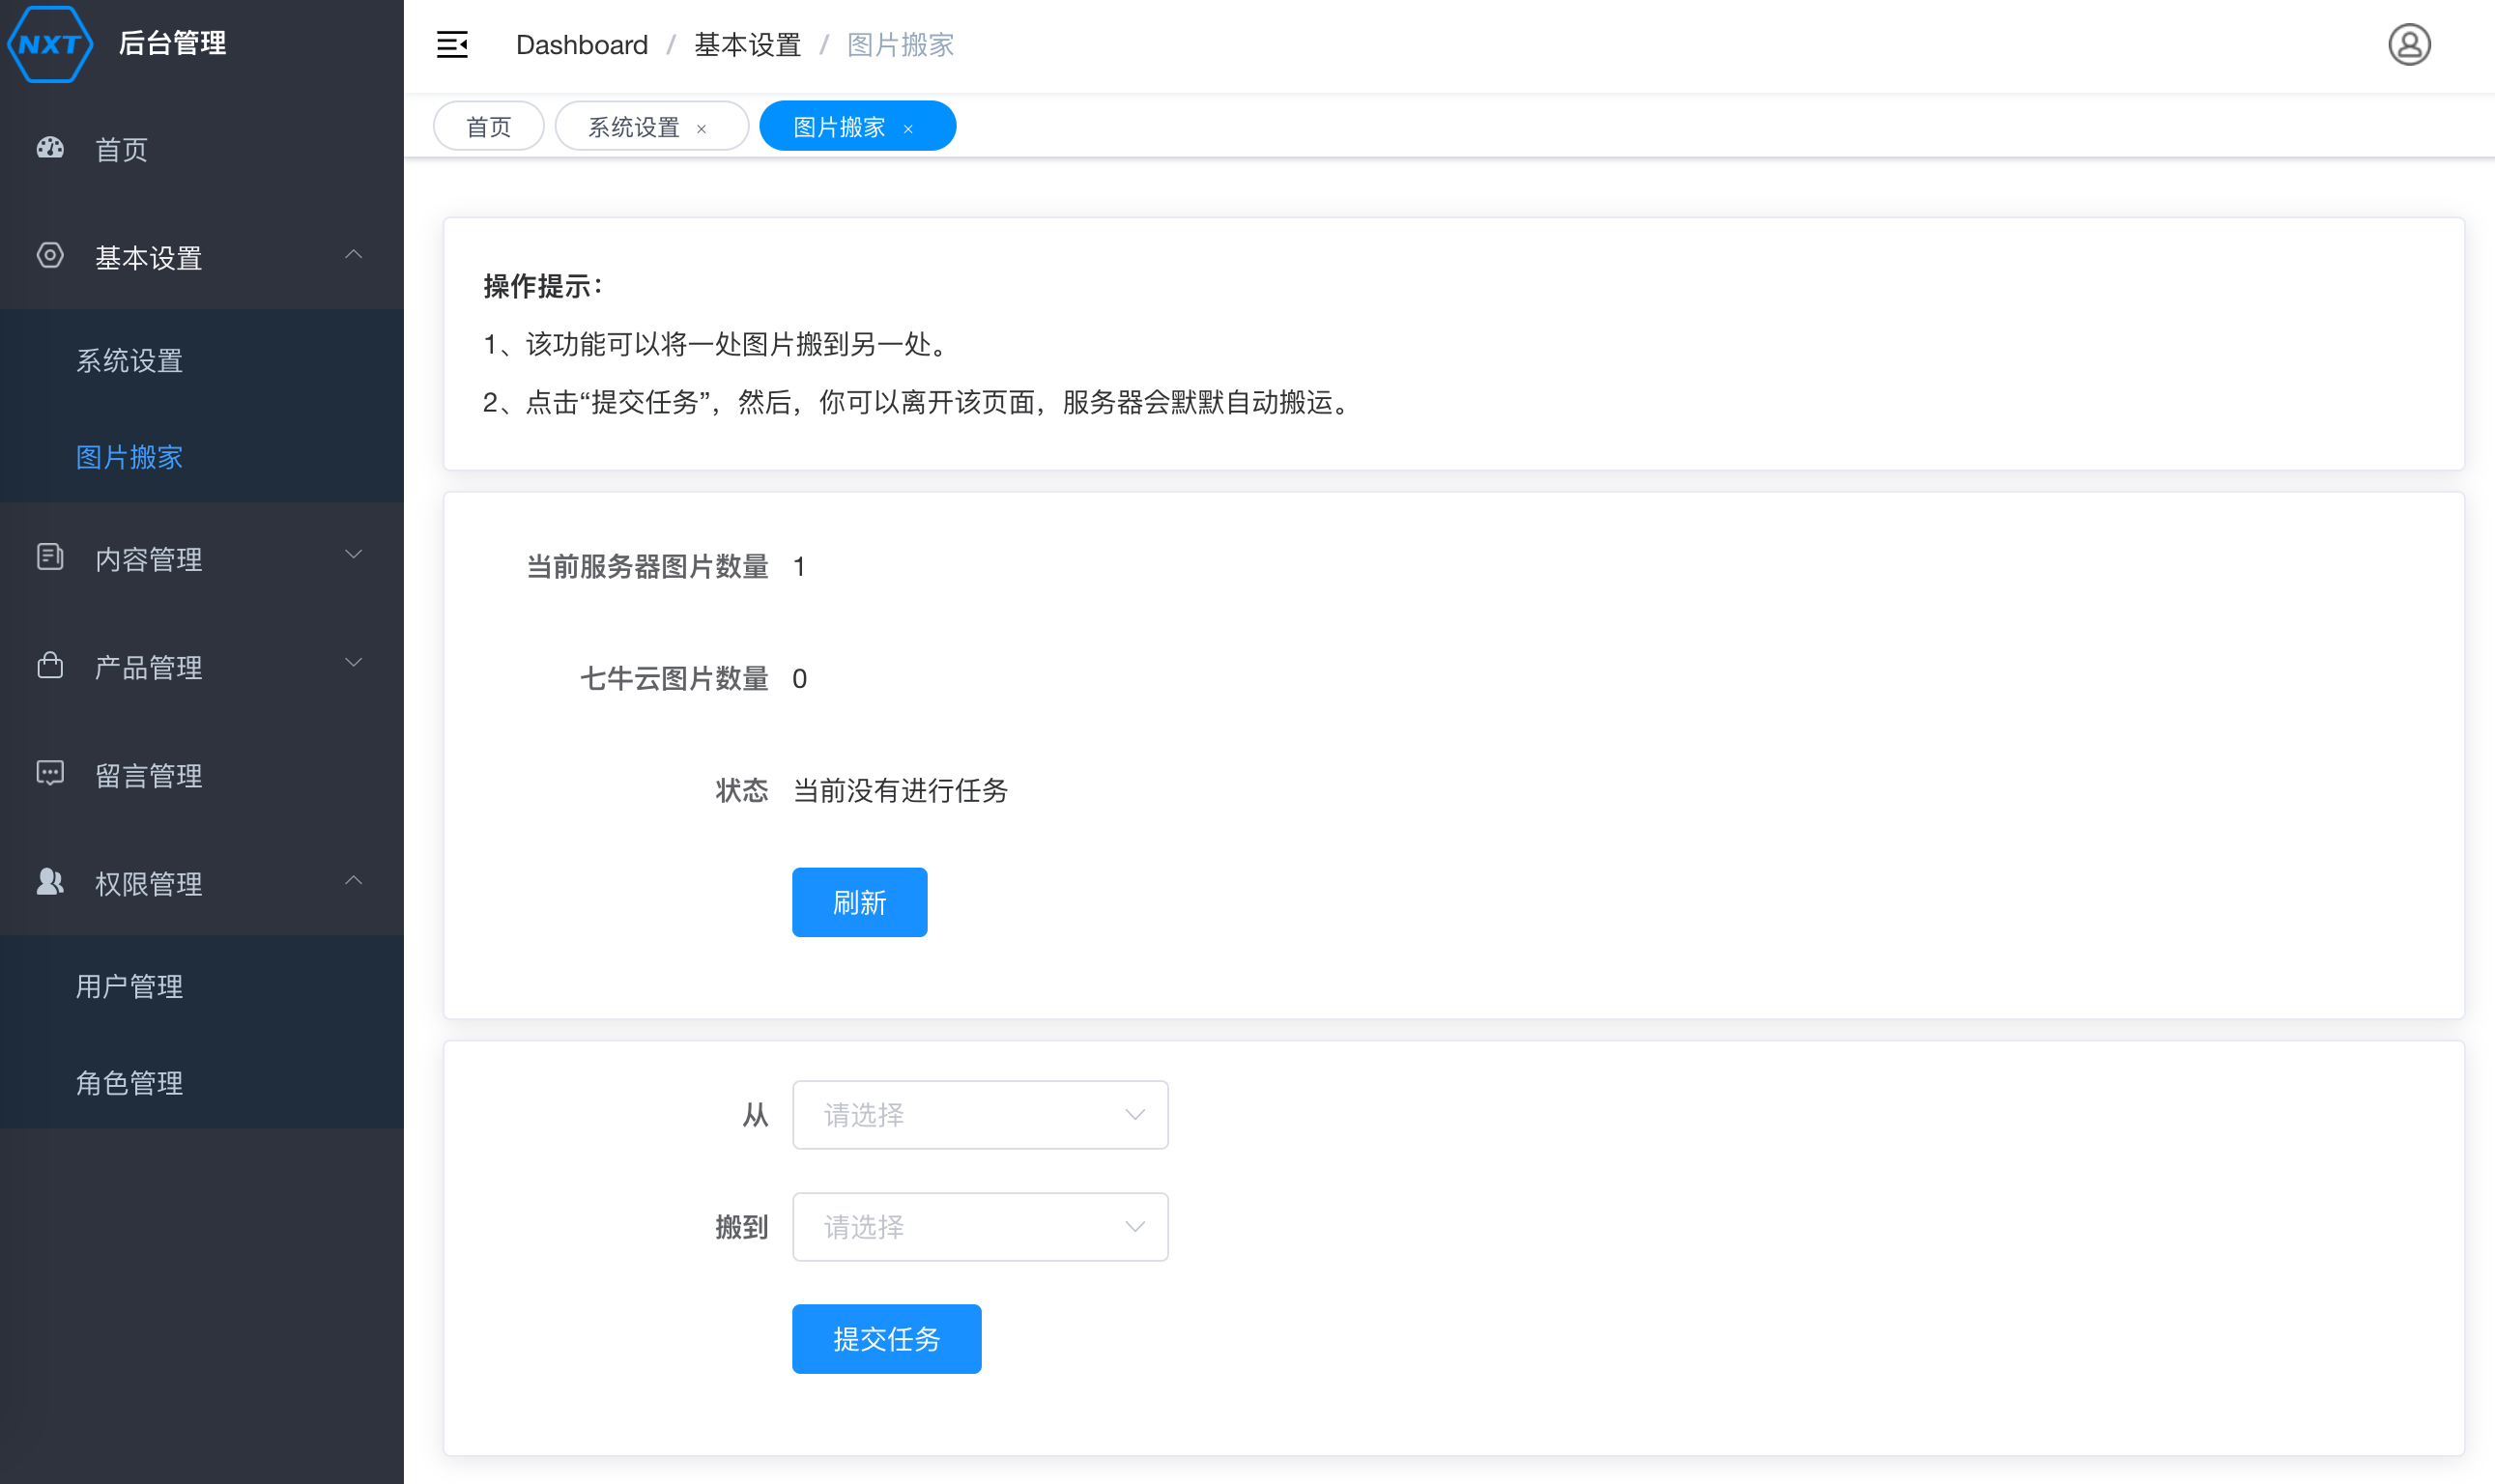 NXT 后台管理
首页
基本设置
系统设置
图片搬家
内容管理
产品管理
留言管理
权限管理
用户管理
角色管理
Dashboard / 基本设置 / 图片搬家
首页 系统设置 × 图片搬家 ×
操作提示：
1、该功能可以将一处图片搬到另一处。
2、点击“提交任务”，然后，你可以离开该页面，服务器会默默自动搬运。
当前服务器图片数量 1
七牛云图片数量 0
状态 当前没有进行任务
刷新
从 请选择
搬到 请选择
提交任务